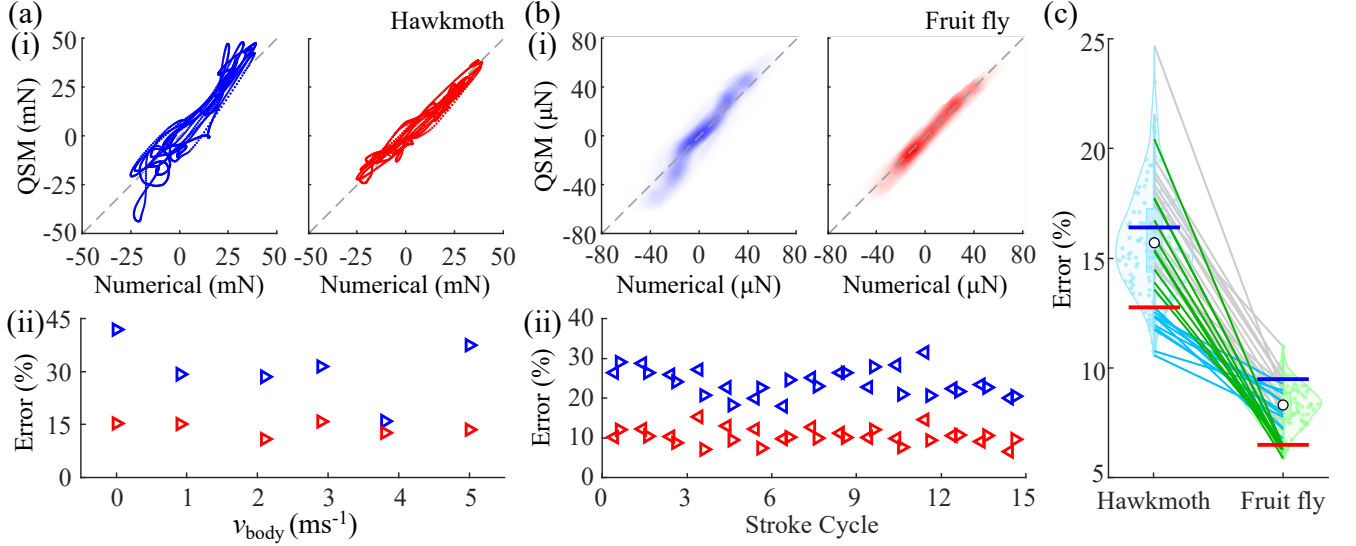 (a)
Hawkmoth
(i)
50
25
0
-25
-50
QSM (mN)
-50 -25 0 25 50
-50 -25 0 25 50
Numerical (mN)
Numerical (mN)
(b)
Fruit fly
(i)
80
40
0
-40
-80
QSM (μN)
-80 -40 0 40 80
-80 -40 0 40 80
Numerical (μN)
Numerical (μN)
(ii)
45
30
15
0
Error (%)
0 1 2 3 4 5
v_body (ms⁻¹)
(ii)
40
30
20
10
0
Error (%)
0 3 6 9 12 15
Stroke Cycle
(c)
25
20
15
10
5
Error (%)
Hawkmoth Fruit fly